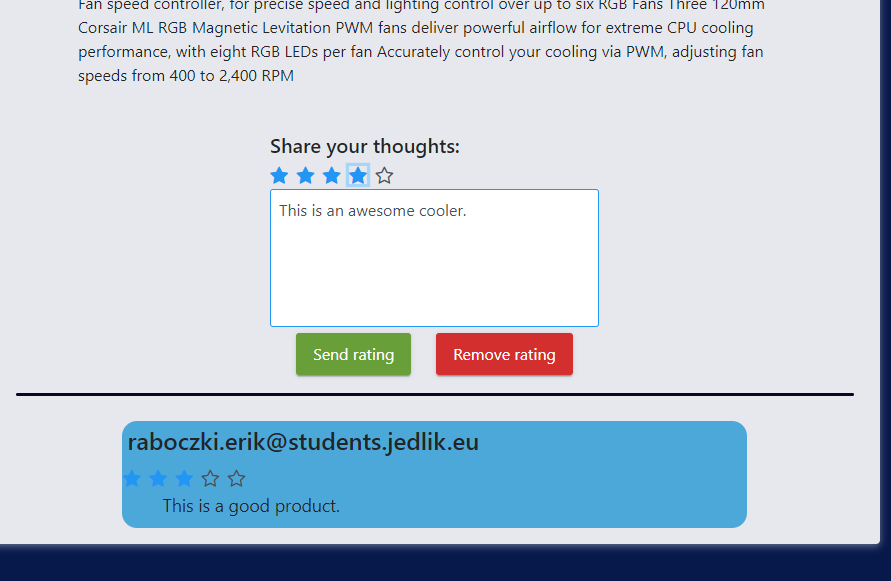 Fan speed controller, for precise speed and lighting control over up to six RGB Fans Three 120mm
Corsair ML RGB Magnetic Levitation PWM fans deliver powerful airflow for extreme CPU cooling
performance, with eight RGB LEDs per fan Accurately control your cooling via PWM, adjusting fan
speeds from 400 to 2,400 RPM
Share your thoughts:
This is an awesome cooler.
Send rating
Remove rating
raboczki.erik@students.jedlik.eu
This is a good product.